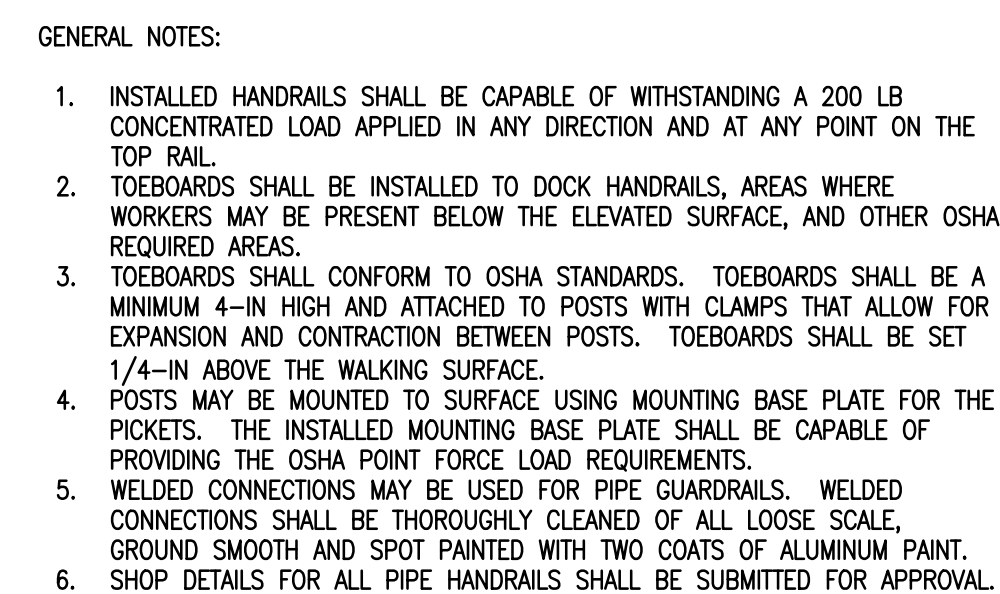 GENERAL NOTES:
1. INSTALLED HANDRAILS SHALL BE CAPABLE OF WITHSTANDING A 200 LB
CONCENTRATED LOAD APPLIED IN ANY DIRECTION AND AT ANY POINT ON THE
TOP RAIL.
2. TOEBOARDS SHALL BE INSTALLED TO DOCK HANDRAILS, AREAS WHERE
WORKERS MAY BE PRESENT BELOW THE ELEVATED SURFACE, AND OTHER OSHA
REQUIRED AREAS.
3. TOEBOARDS SHALL CONFORM TO OSHA STANDARDS. TOEBOARDS SHALL BE A
MINIMUM 4-IN HIGH AND ATTACHED TO POSTS WITH CLAMPS THAT ALLOW FOR
EXPANSION AND CONTRACTION BETWEEN POSTS. TOEBOARDS SHALL BE SET
1/4-IN ABOVE THE WALKING SURFACE.
4. POSTS MAY BE MOUNTED TO SURFACE USING MOUNTING BASE PLATE FOR THE
PICKETS. THE INSTALLED MOUNTING BASE PLATE SHALL BE CAPABLE OF
PROVIDING THE OSHA POINT FORCE LOAD REQUIREMENTS.
5. WELDED CONNECTIONS MAY BE USED FOR PIPE GUARDRAILS. WELDED
CONNECTIONS SHALL BE THOROUGHLY CLEANED OF ALL LOOSE SCALE,
GROUND SMOOTH AND SPOT PAINTED WITH TWO COATS OF ALUMINUM PAINT.
6. SHOP DETAILS FOR ALL PIPE HANDRAILS SHALL BE SUBMITTED FOR APPROVAL.